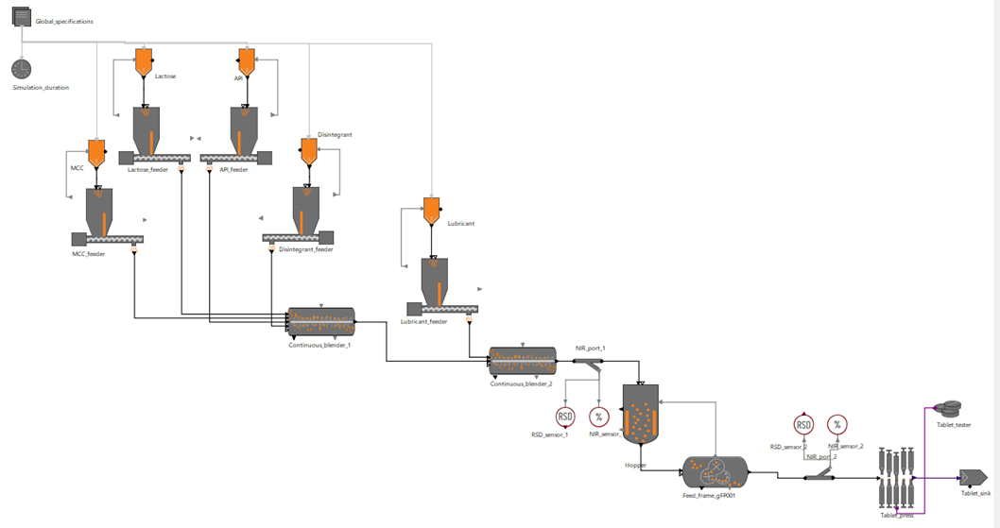 Global_specifications
Simulation_duration
Lactose
API
Disintegrant
MCC
Lactose_feeder
API_feeder
Lubricant
MCC_feeder
Disintegrant_feeder
Lubricant_feeder
Continuous_blender_1
NIR_port_1
Continuous_blender_2
RSD
%
RSD_sensor_1
NIR_sensor_
Tablet_tester
RSD
%
RSD_sensor_2
NIR_sensor_2
NIR_port_2
Hopper
Feed_frame_gFP001
Tablet_sink
Tablet_press